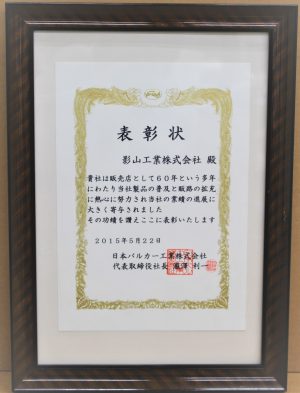 表彰状
影山工業株式会社 殿
貴社は販売店として60年という多年
にわたり当社製品の普及と販路の拡充
に熱心に努力され当社の業績の進展に
大きく寄与されました
その功績を讃えここに表彰いたします
2015年5月22日
日本バルカー工業株式会社
代表取締役社長 瀧澤 利一